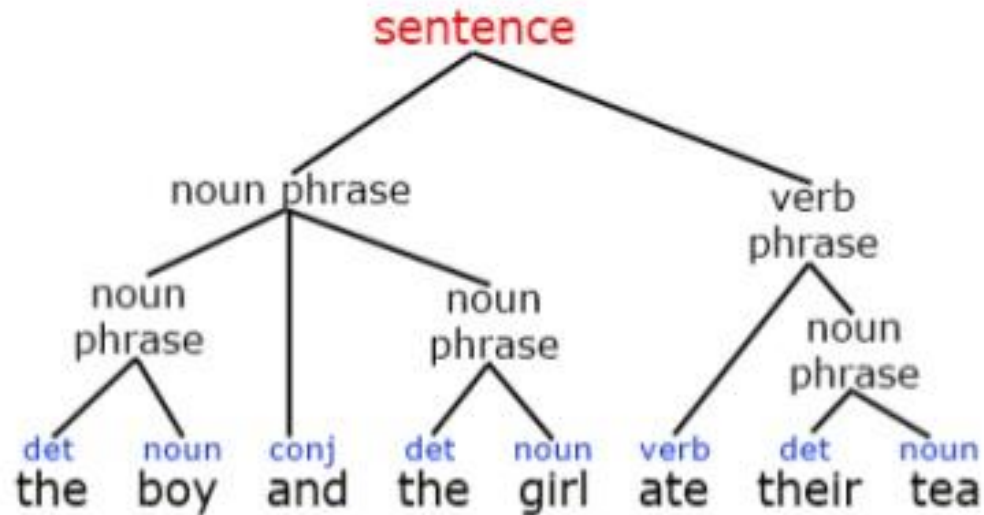 sentence
noun phrase
verb
phrase
noun
phrase
noun
phrase
noun
phrase
det noun conj det noun verb det noun
the boy and the girl ate their tea